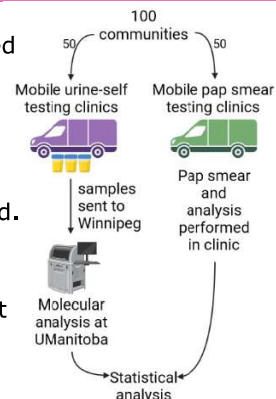 100
communities
50
50
ed
Mobile urine-self
testing clinics
Mobile pap smear
testing clinics
samples
sent to
Winnipeg
Pap smear
and
analysis
performed
in clinic
d.
Molecular
analysis at
UManitoba
t
Statistical
analysis